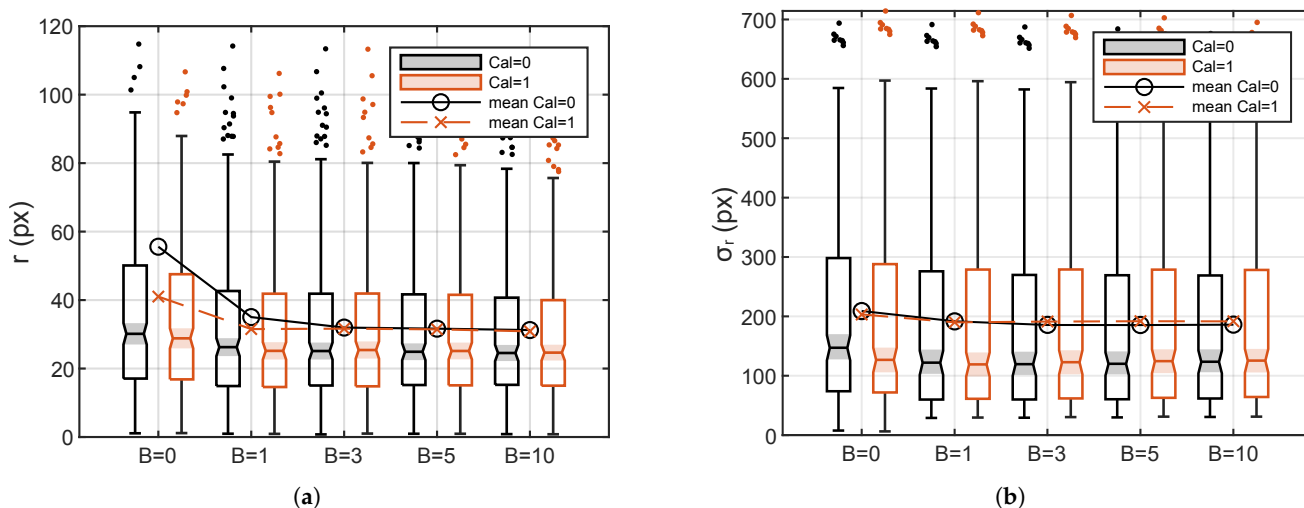 120
100
80
60
40
20
0
r (px)
B=0 B=1 B=3 B=5 B=10
Cal=0
Cal=1
mean Cal=0
mean Cal=1
(a)
700
600
500
400
300
200
100
0
σr (px)
B=0 B=1 B=3 B=5 B=10
Cal=0
Cal=1
mean Cal=0
mean Cal=1
(b)